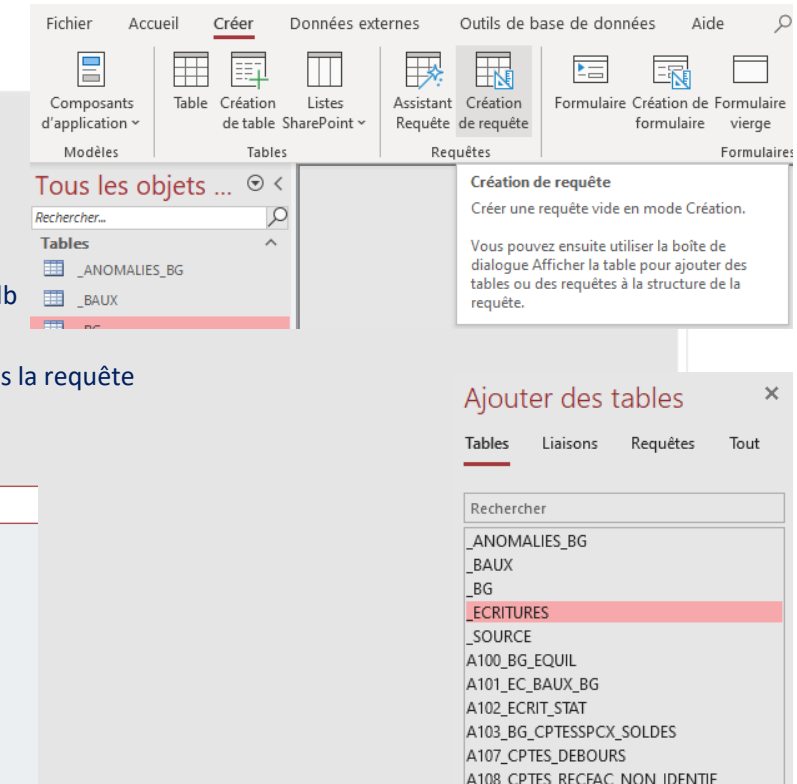 Fichier Accueil Créer Données externes Outils de base de données Aide
Composants d'application
Table
Création de table
Listes SharePoint
Assistant Requête
Création de requête
Formulaire
Création de formulaire
Formulaire vierge
Modèles Tables Requêtes Formulaires
Tous les objets ...
Rechercher...
Tables
_ANOMALIES_BG
_BAUX
Création de requête
Créer une requête vide en mode Création.
Vous pouvez ensuite utiliser la boîte de
dialogue Afficher la table pour ajouter des
tables ou des requêtes à la structure de la
requête.
lb
s la requête
Ajouter des tables
Tables Liaisons Requêtes Tout
Rechercher
_ANOMALIES_BG
_BAUX
_BG
_ECRITURES
_SOURCE
A100_BG_EQUIL
A101_EC_BAUX_BG
A102_ECRIT_STAT
A103_BG_CPTESSPCX_SOLDES
A107_CPTES_DEBOURS
A108_CPTES_RECFAC_NON_IDENTIF